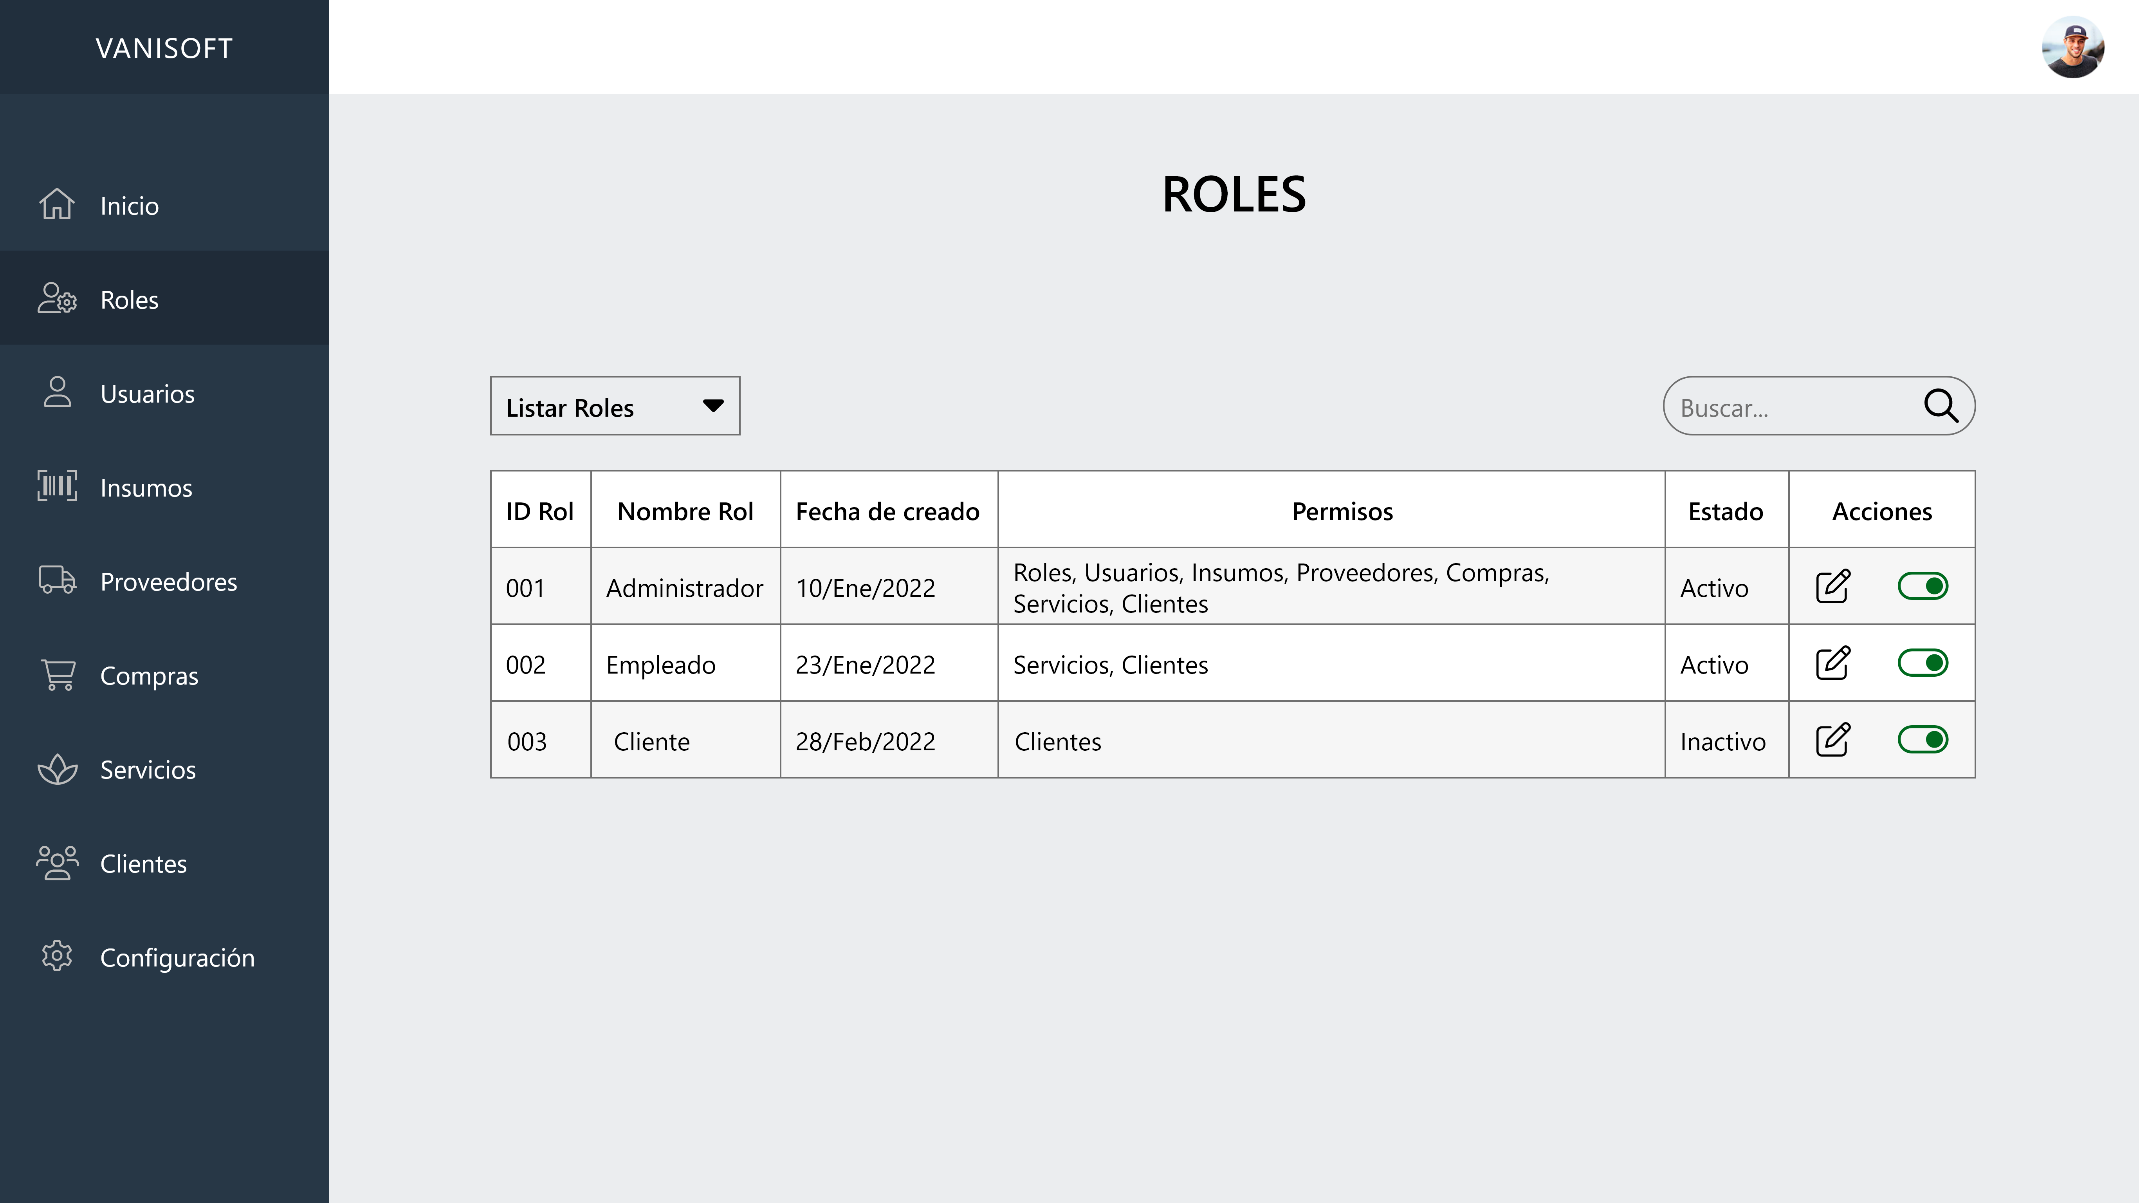 VANISOFT
Inicio
Roles
Usuarios
Insumos
Proveedores
Compras
Servicios
Clientes
Configuración
ROLES
Listar Roles
Buscar...
ID Rol Nombre Rol Fecha de creado Permisos Estado Acciones
001 Administrador 10/Ene/2022 Roles, Usuarios, Insumos, Proveedores, Compras,
Servicios, Clientes Activo
002 Empleado 23/Ene/2022 Servicios, Clientes Activo
003 Cliente 28/Feb/2022 Clientes Inactivo